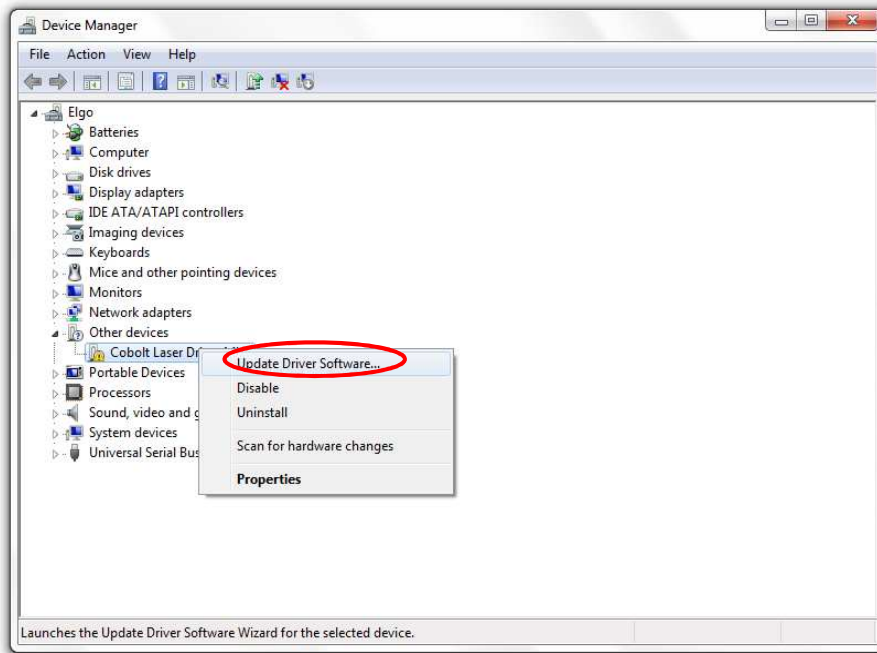 Device Manager
File Action View Help
Elgo
Batteries
Computer
Disk drives
Display adapters
IDE ATA/ATAPI controllers
Imaging devices
Keyboards
Mice and other pointing devices
Monitors
Network adapters
Other devices
Cobolt Laser
Update Driver Software...
Portable Devices
Disable
Processors
Uninstall
Sound, video and
System devices
Scan for hardware changes
Universal Serial
Properties
Launches the Update Driver Software Wizard for the selected device.